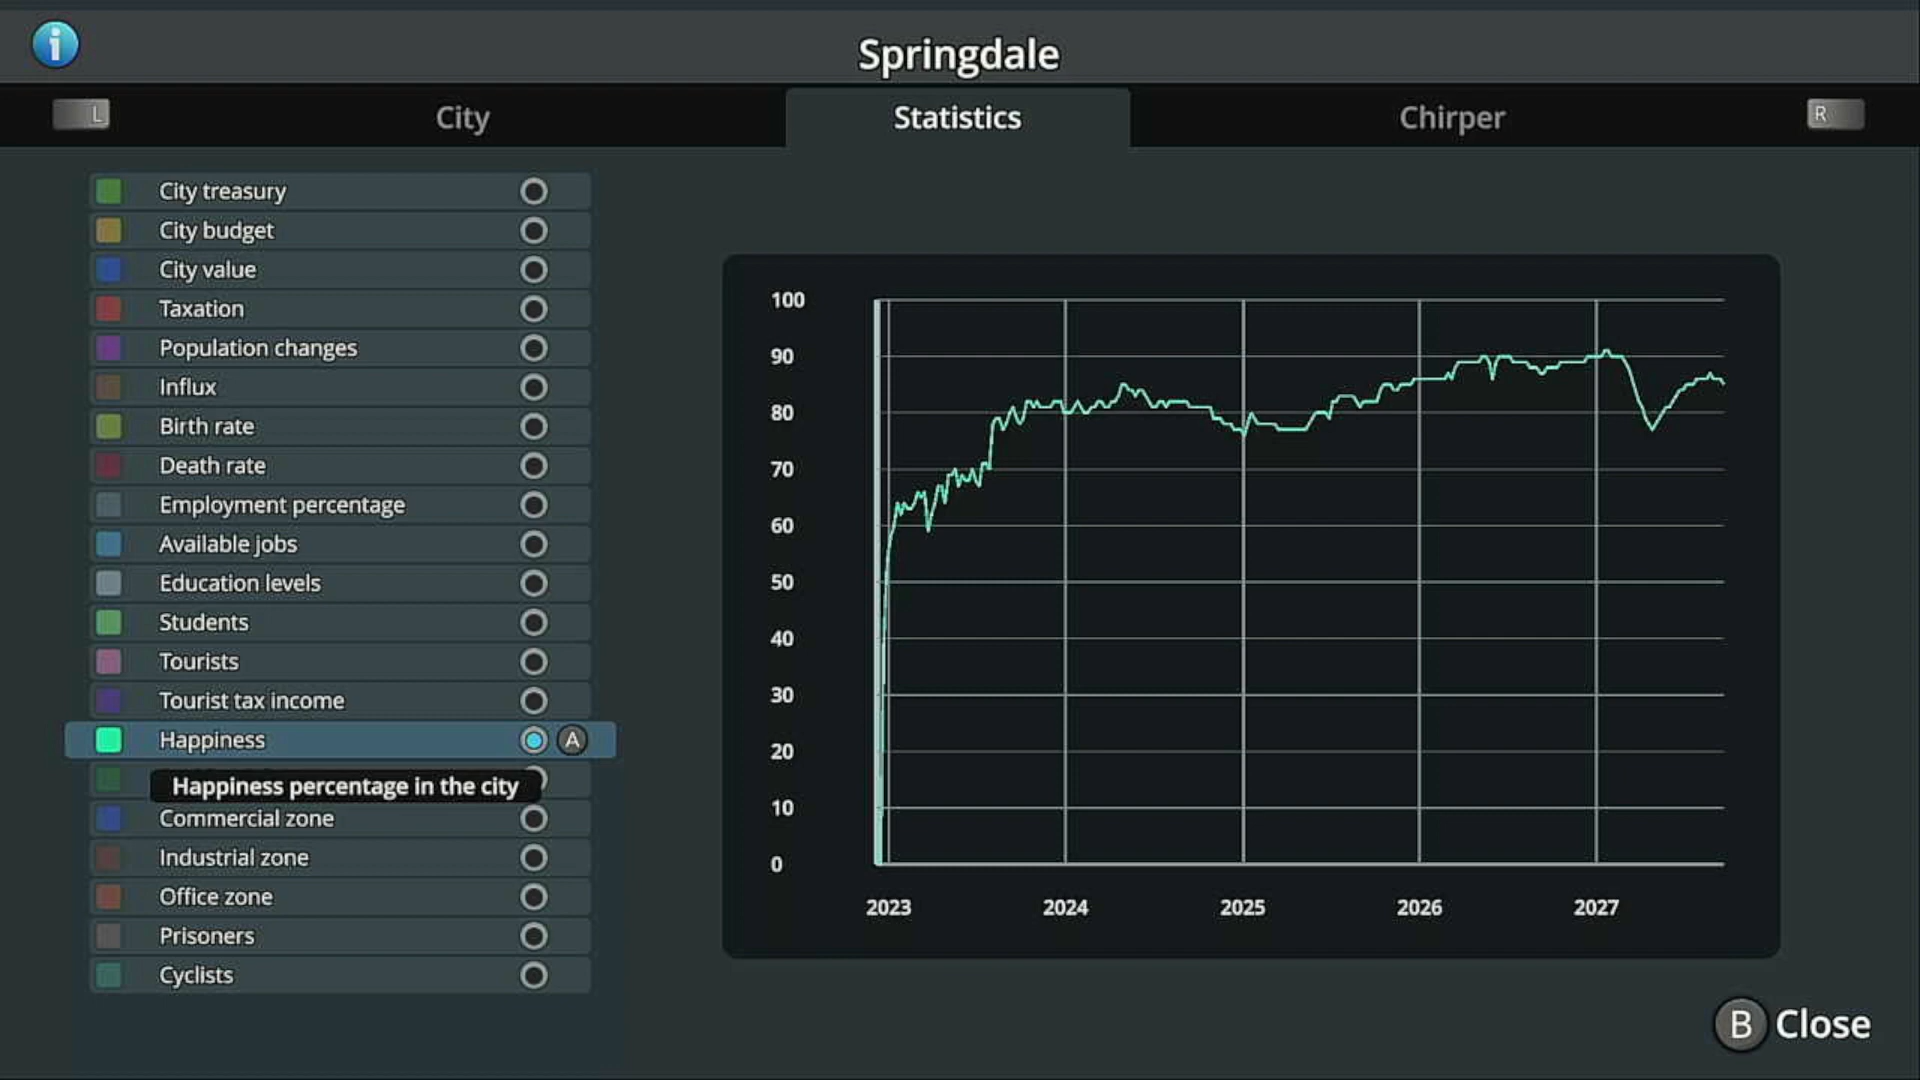 i
Springdale
L
City
Statistics
Chirper
R
City treasury
City budget
City value
Taxation
Population changes
Influx
Birth rate
Death rate
Employment percentage
Available jobs
Education levels
Students
Tourists
Tourist tax income
Happiness
A
Happiness percentage in the city
Commercial zone
Industrial zone
Office zone
Prisoners
Cyclists
100
90
80
70
60
50
40
30
20
10
0
2023
2024
2025
2026
2027
B Close